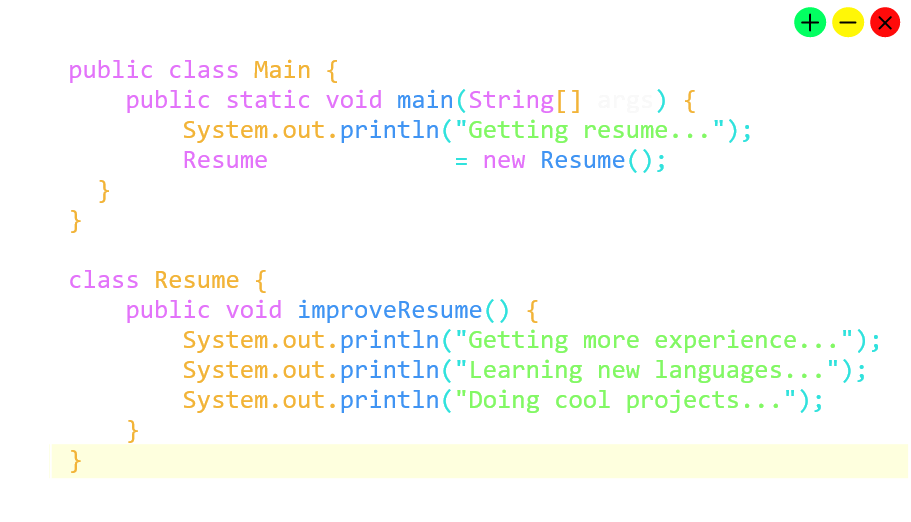 public class Main {
    public static void main(String[] args) {
        System.out.println("Getting resume...");
        Resume             = new Resume();
  }
}

class Resume {
    public void improveResume() {
        System.out.println("Getting more experience...");
        System.out.println("Learning new languages...");
        System.out.println("Doing cool projects...");
    }
}